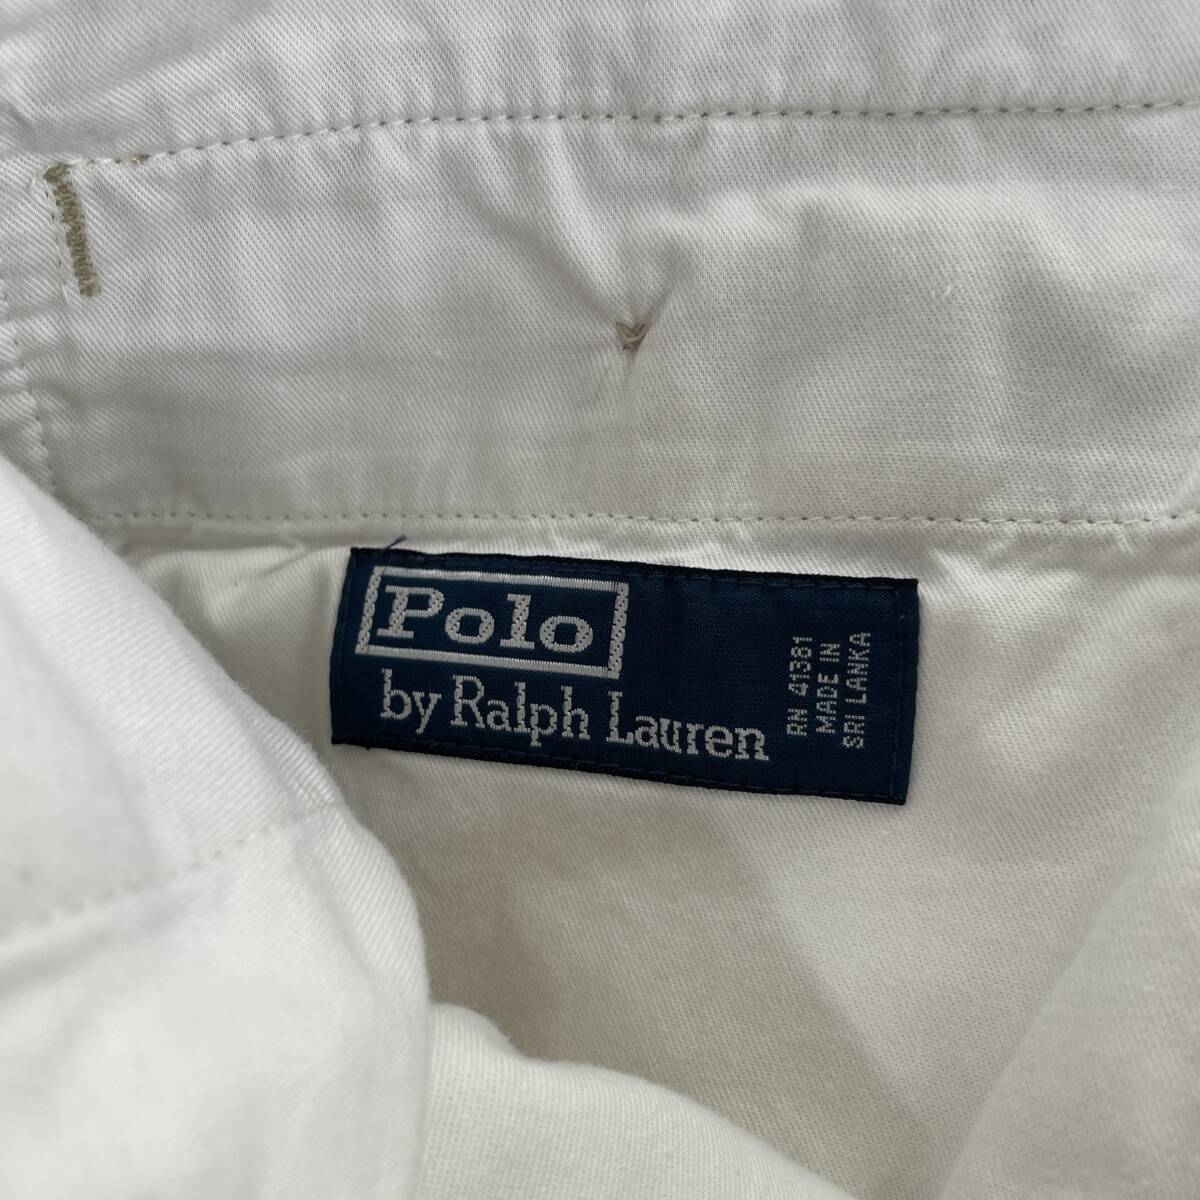 Polo
by Ralph Lauren
RN 41381
MADE IN
SRI LANKA